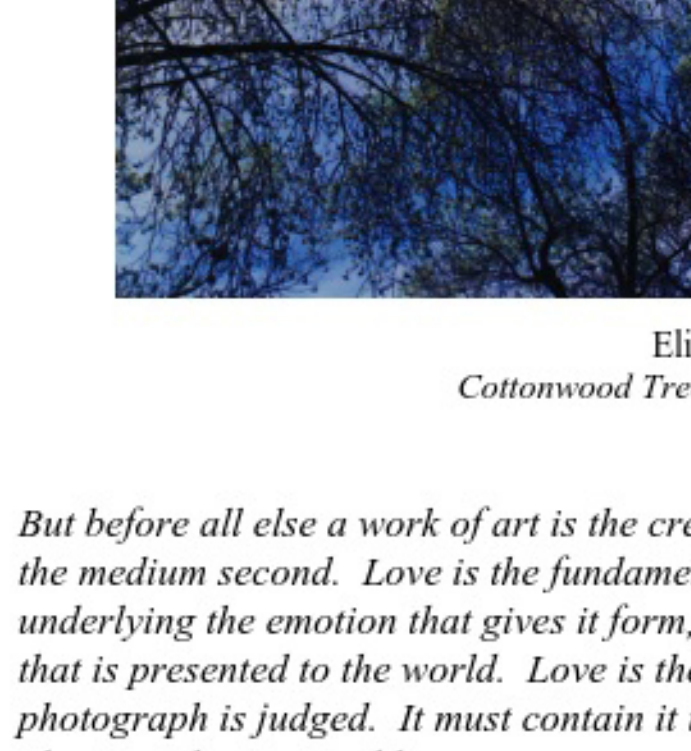 Eli
Cottonwood Tre
But before all else a work of art is the cre
the medium second.  Love is the fundame
underlying the emotion that gives it form,
that is presented to the world.  Love is the
photograph is judged.  It must contain it